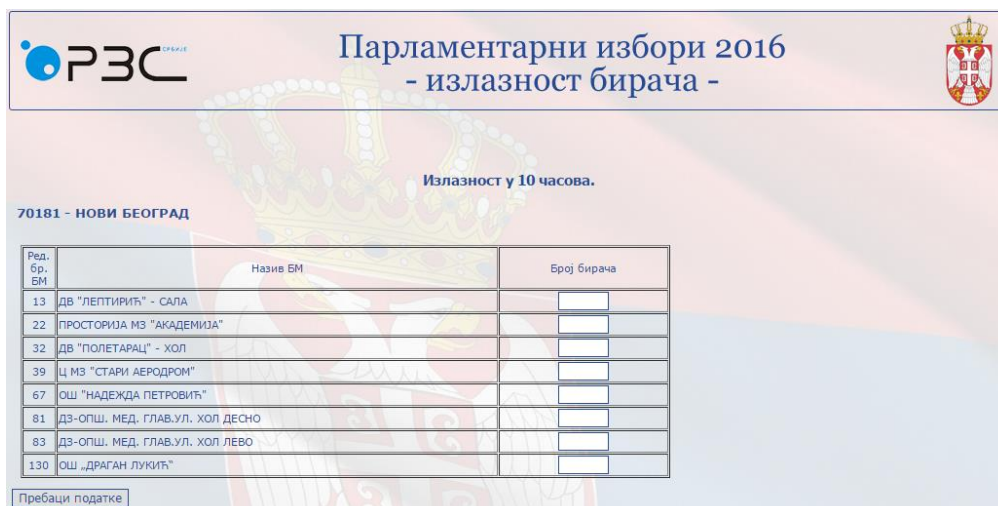 РЗС СРБИЈЕ
Парламентарни избори 2016
- излазност бирача -
Излазност у 10 часова.
70181 - НОВИ БЕОГРАД
Ред. бр. БМ Назив БМ Број бирача
13 ДВ "ЛЕПТИРИЋ" - САЛА
22 ПРОСТОРИЈА МЗ "АКАДЕМИЈА"
32 ДВ "ПОЛЕТАРАЦ" - ХОЛ
39 Ц МЗ "СТАРИ АЕРОДРОМ"
67 ОШ "НАДЕЖДА ПЕТРОВИЋ"
81 ДЗ-ОПШ. МЕД. ГЛАВ.УЛ. ХОЛ ДЕСНО
83 ДЗ-ОПШ. МЕД. ГЛАВ.УЛ. ХОЛ ЛЕВО
130 ОШ „ДРАГАН ЛУКИЋ"
Пребаци податке